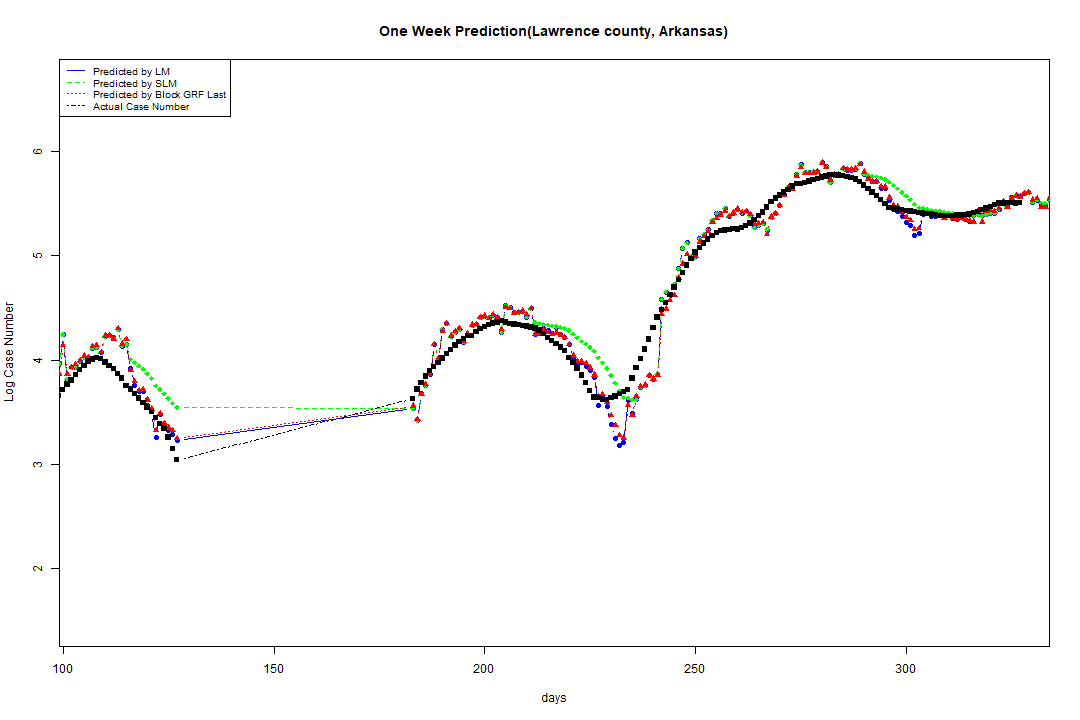 One Week Prediction(Lawrence county, Arkansas)
Predicted by LM
Predicted by SLM
Predicted by Block GRF Last
Actual Case Number
6
5
4
3
2
Log Case Number
100 150 200 250 300
days